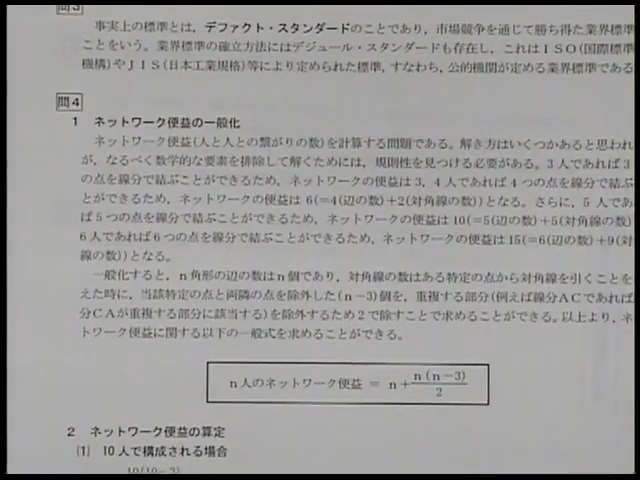 問3
事実上の標準とは，デファクト・スタンダードのことであり，市場競争を通じて勝ち得た業界標準
ことをいう。業界標準の確立方法にはデジュール・スタンダードも存在し，これはＩＳＯ(国際標準
機構)やＪＩＳ(日本工業規格)等により定められた標準，すなわち，公的機関が定める業界標準である
問4
1 ネットワーク便益の一般化
ネットワーク便益(人と人との繋がりの数)を計算する問題である。解き方はいくつかあると思われ
が，なるべく数学的な要素を排除して解くためには，規則性を見つける必要がある。3人であれば3
の点を線分で結ぶことができるため，ネットワークの便益は3，4人であれば4つの点を線分で結ぶ
とができるため，ネットワークの便益は6(=4(辺の数)+2(対角線の数))となる。さらに，5人であ
ば5つの点を線分で結ぶことができるため，ネットワークの便益は10(=5(辺の数)+5(対角線の数)
6人であれば6つの点を線分で結ぶことができるため，ネットワークの便益は15(=6(辺の数)+9(対
線の数))となる。
一般化すると，n角形の辺の数はn個であり，対角線の数はある特定の点から対角線を引くことを
えた時に，当該特定の点と両隣の点を除外した(n－3)個を，重複する部分(例えば線分ＡＣであれば
分ＣＡが重複する部分に該当する)を除外するため2で除すことで求めることができる。以上より，ネ
トワーク便益に関する以下の一般式を求めることができる。
n人のネットワーク便益 ＝ n+n(n－3)/2
2 ネットワーク便益の算定
(1) 10人で構成される場合
10(10－3)